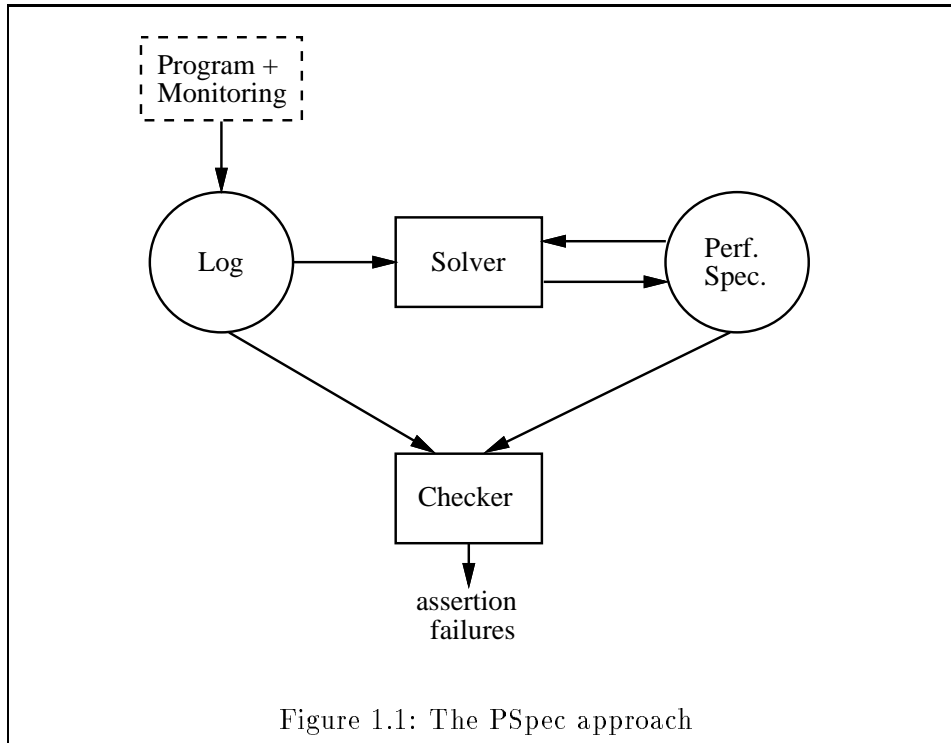 Program +
Monitoring
Log
Solver
Perf.
Spec.
Checker
assertion
failures
Figure 1.1: The PSpec approach